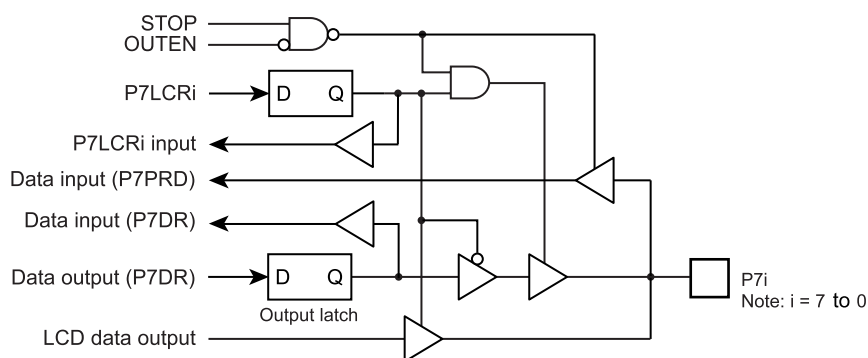 STOP
OUTEN
P7LCRi
D Q
P7LCRi input
Data input (P7PRD)
Data input (P7DR)
Data output (P7DR)
D Q
Output latch
LCD data output
P7i
Note: i = 7 to 0